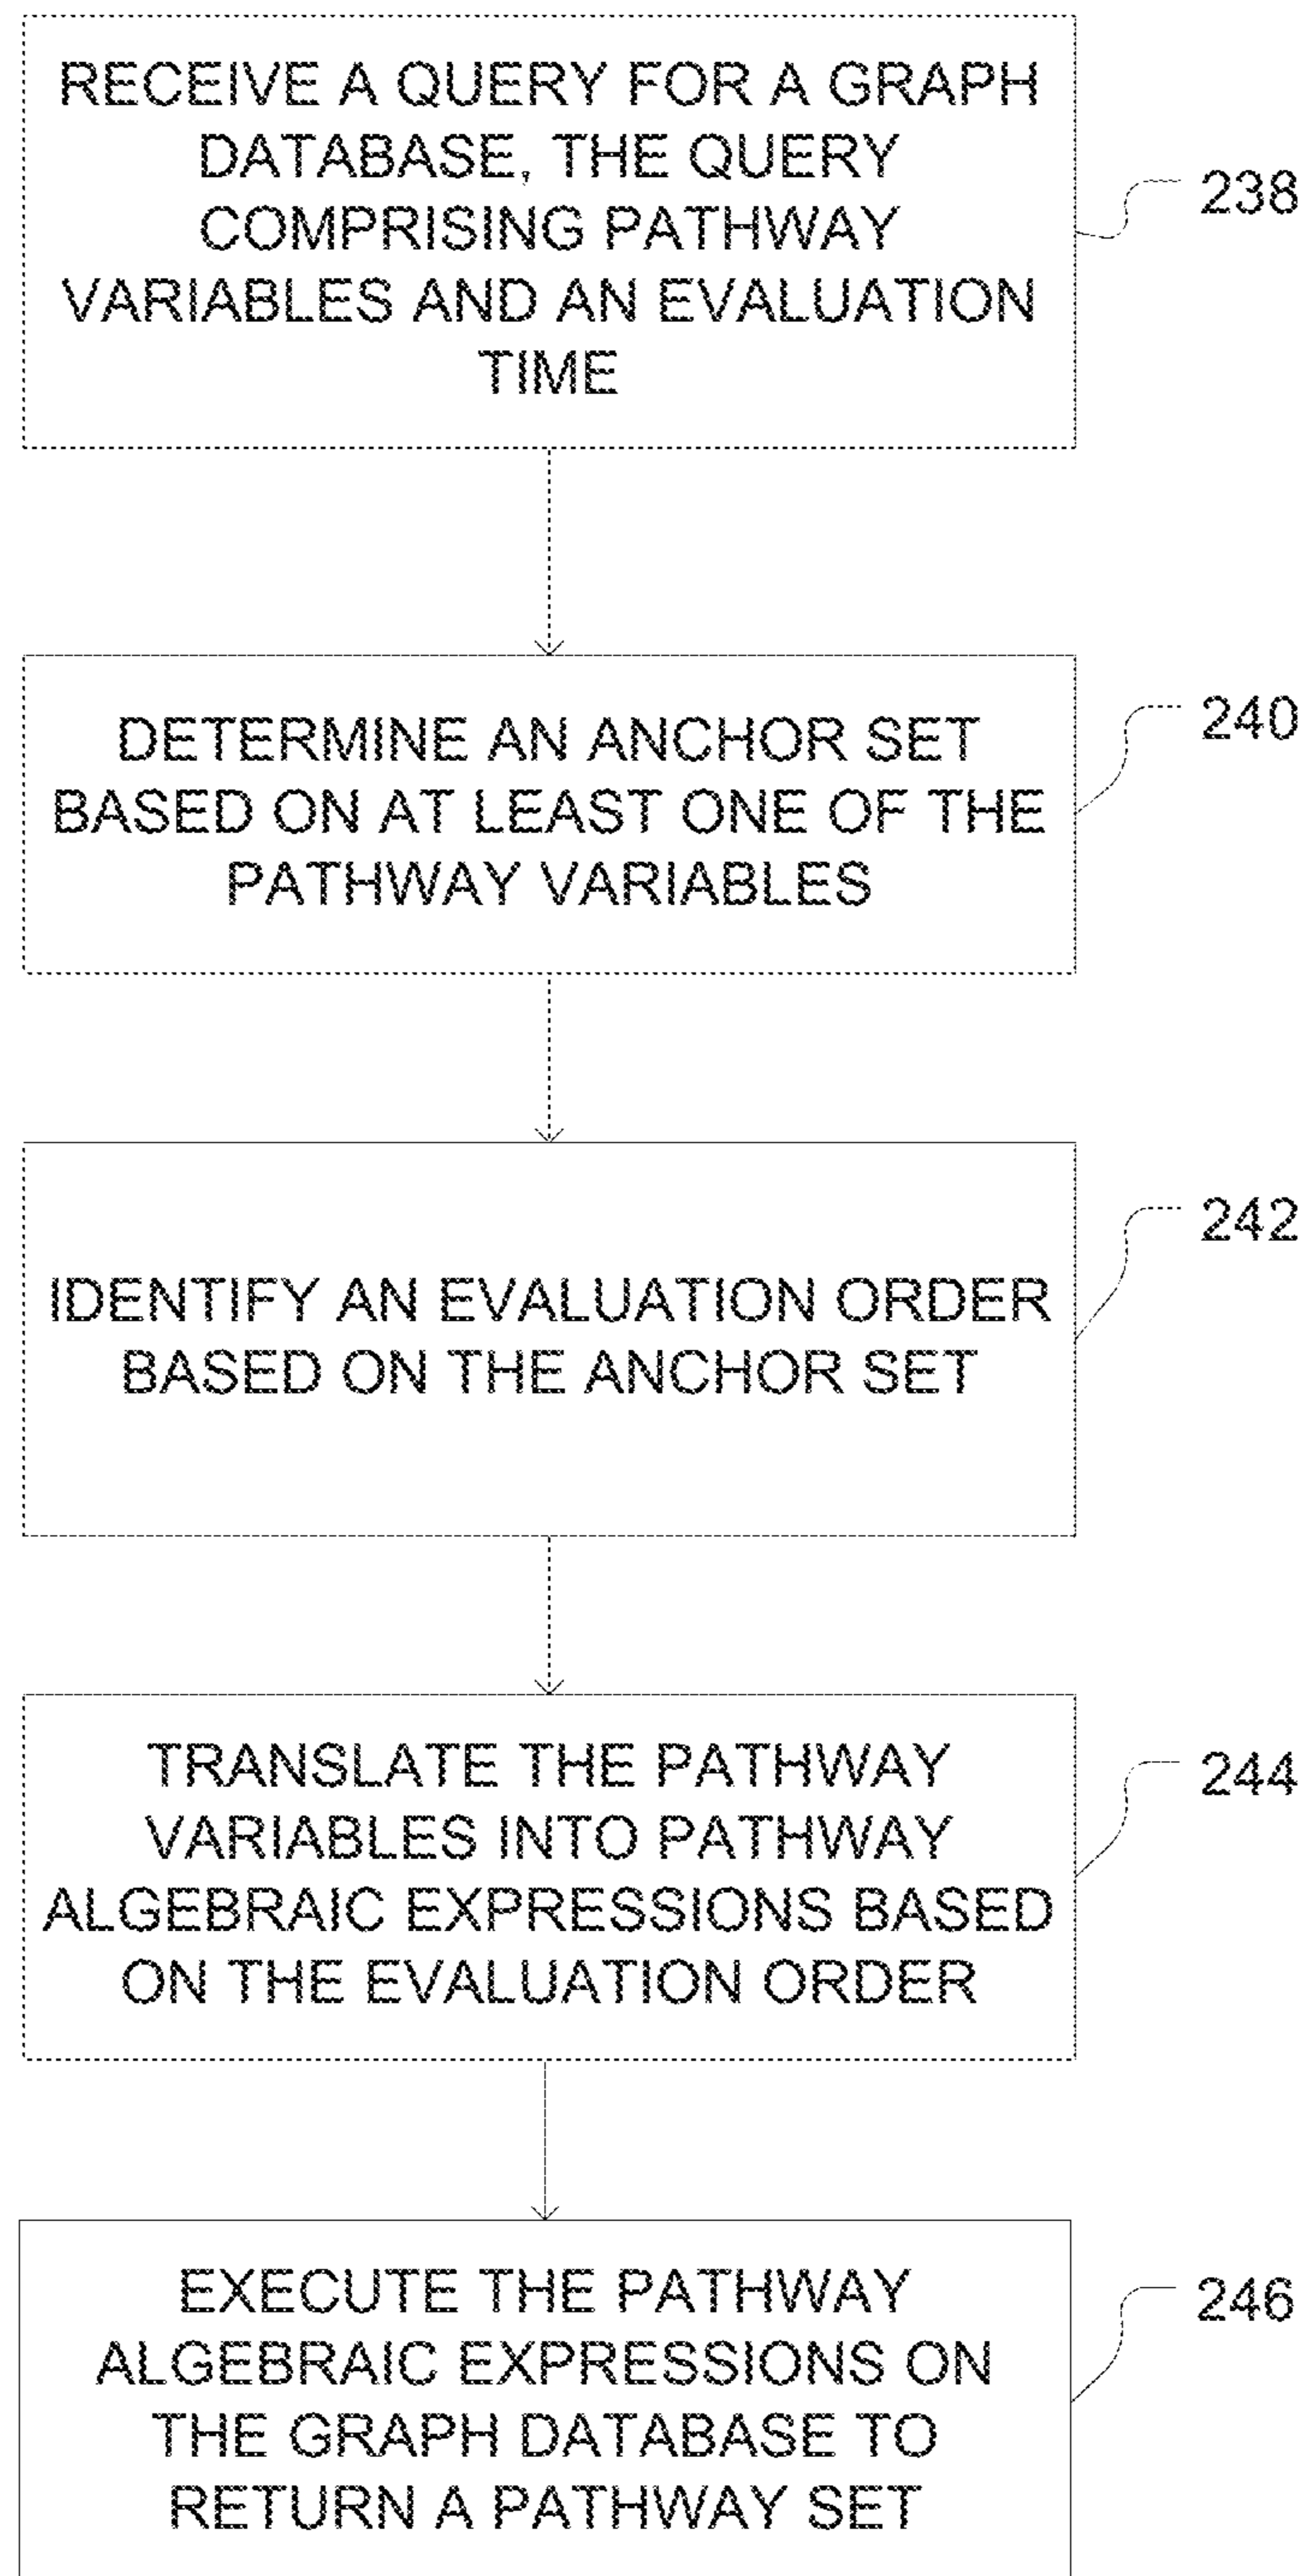 RECEIVE A QUERY FOR A GRAPH
DATABASE, THE QUERY
COMPRISING PATHWAY
VARIABLES AND AN EVALUATION
TIME
238
DETERMINE AN ANCHOR SET
BASED ON AT LEAST ONE OF THE
PATHWAY VARIABLES
240
IDENTIFY AN EVALUATION ORDER
BASED ON THE ANCHOR SET
242
TRANSLATE THE PATHWAY
VARIABLES INTO PATHWAY
ALGEBRAIC EXPRESSIONS BASED
ON THE EVALUATION ORDER
244
EXECUTE THE PATHWAY
ALGEBRAIC EXPRESSIONS ON
THE GRAPH DATABASE TO
RETURN A PATHWAY SET
246